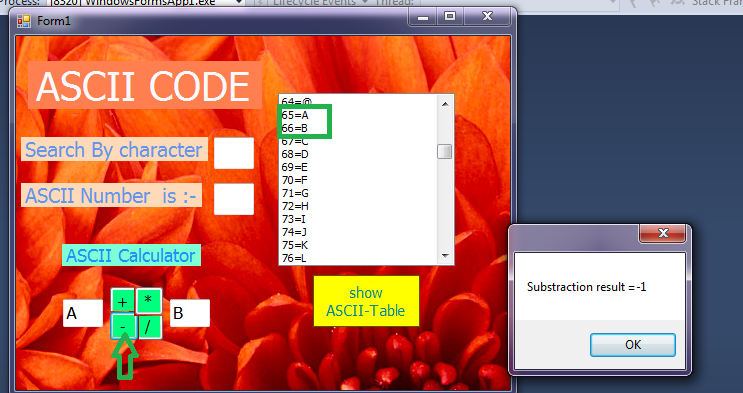 Process: [8520] WindowsFormsApp1.exe Lifecycle Events Thread: Stack Fram
Form1
ASCII CODE
64=@
65=A
66=B
67=C
68=D
69=E
70=F
71=G
72=H
73=I
74=J
75=K
76=L
Search By character
ASCII Number is :-
ASCII Calculator
A
+ *
- /
B
show
ASCII-Table
Substraction result =-1
OK